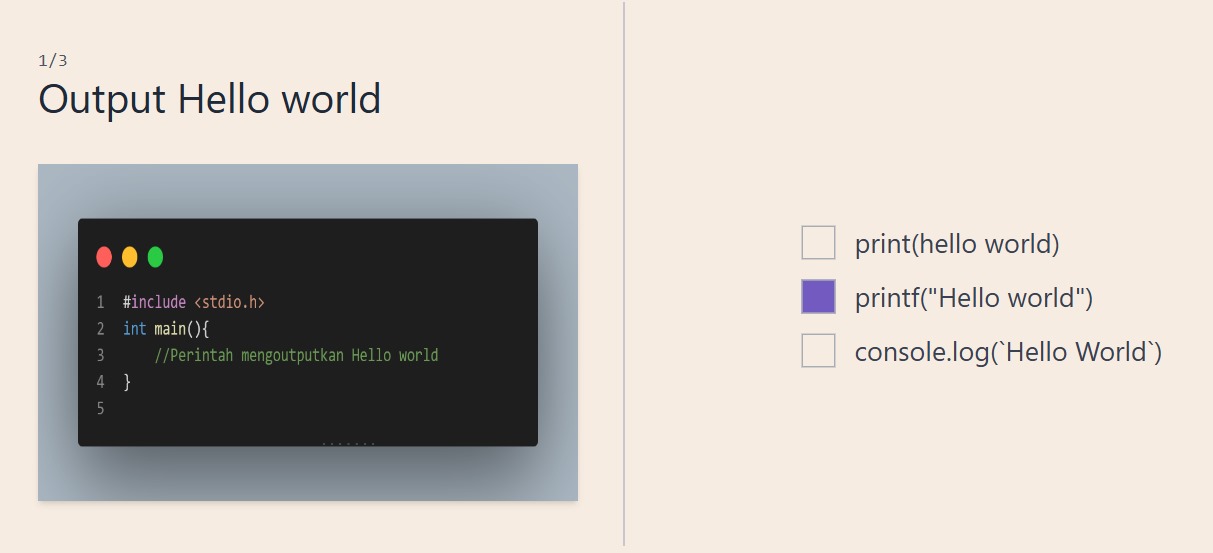 1/3
Output Hello world
1 #include <stdio.h>
2 int main(){
3 //Perintah mengoutputkan Hello world
4 }
5
print(hello world)
printf("Hello world")
console.log(`Hello World`)